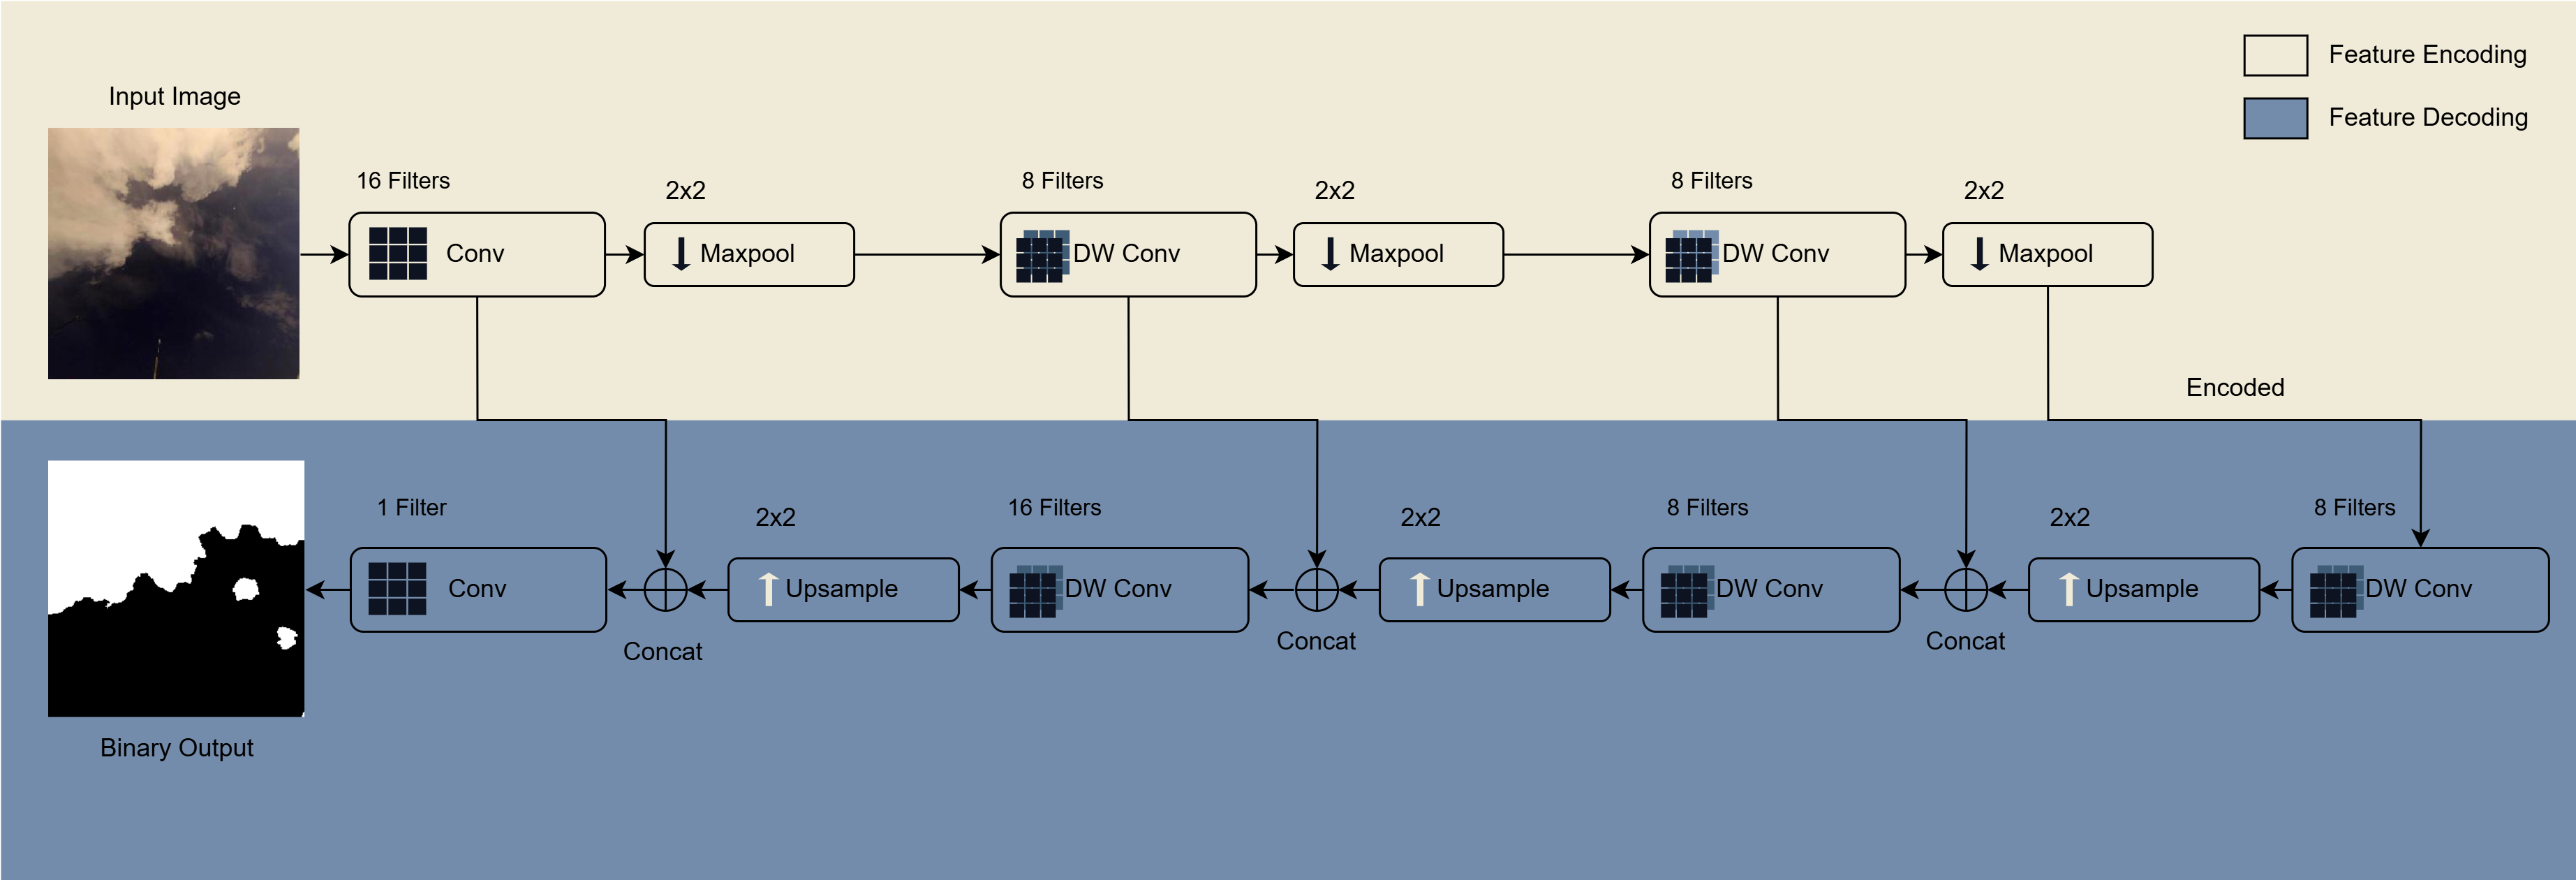 Feature Encoding
Feature Decoding
Input Image
16 Filters
2x2
8 Filters
2x2
8 Filters
2x2
Conv
Maxpool
DW Conv
Maxpool
DW Conv
Maxpool
Encoded
1 Filter
2x2
16 Filters
2x2
8 Filters
2x2
8 Filters
Conv
Upsample
DW Conv
Upsample
DW Conv
Upsample
DW Conv
Concat
Concat
Concat
Binary Output